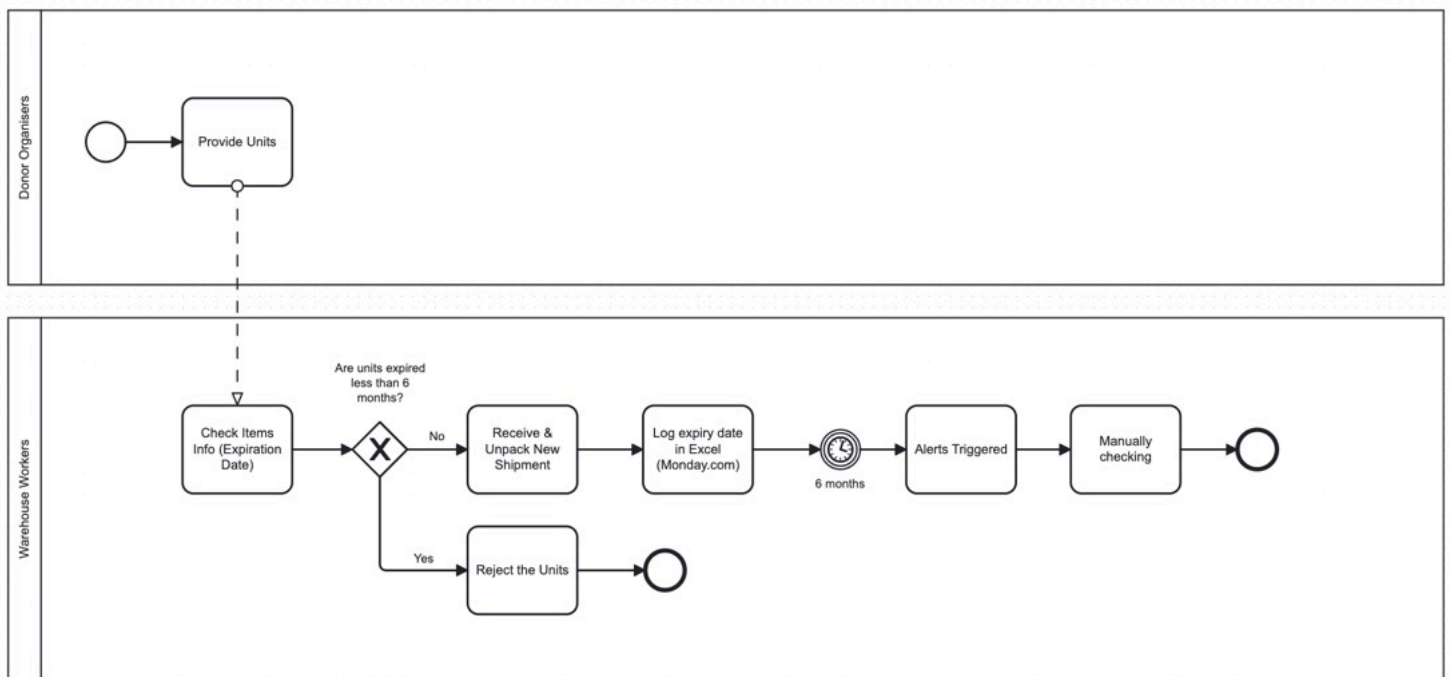 Donor Organisers
Provide Units
Warehouse Workers
Check Items
Info (Expiration
Date)
Are units expired
less than 6
months?
No
Receive &
Unpack New
Shipment
Log expiry date
in Excel
(Monday.com)
6 months
Alerts Triggered
Manually
checking
Yes
Reject the Units